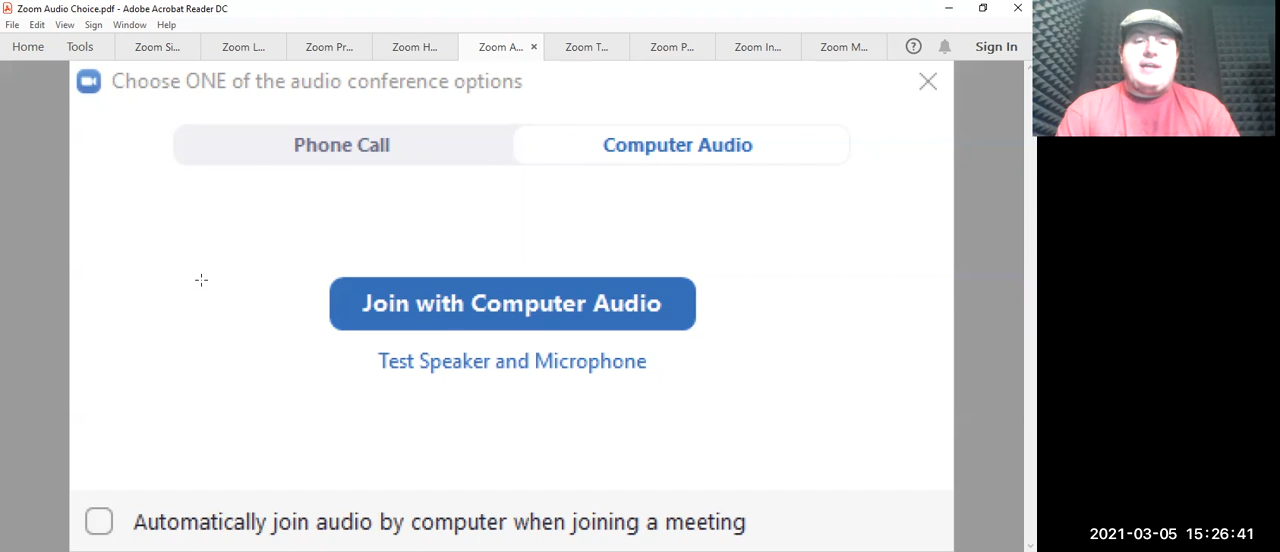 Zoom Audio Choice.pdf - Adobe Acrobat Reader DC
File Edit View Sign Window Help
Home Tools Zoom Si... Zoom L... Zoom Pr... Zoom H... Zoom A... × Zoom T... Zoom P... Zoom In... Zoom M... Sign In
Choose ONE of the audio conference options
Phone Call Computer Audio
Join with Computer Audio
Test Speaker and Microphone
Automatically join audio by computer when joining a meeting
2021-03-05 15:26:41